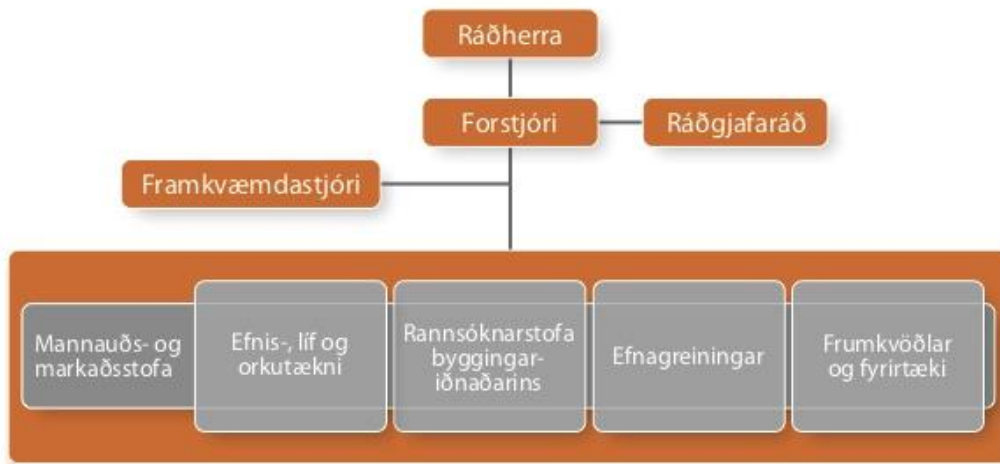 Ráðherra
Forstjóri
Ráðgjafaráð
Framkvæmdastjóri
Mannauðs- og
markaðsstofa
Efnis-, líf og
orkutækni
Rannsóknarstofa
byggingar-
iðnaðarins
Efnagreiningar
Frumkvöðlar
og fyrirtæki